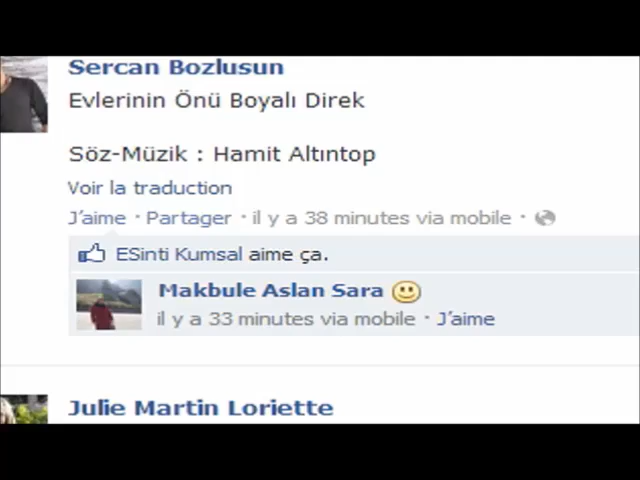 Sercan Bozlusun
Evlerinin Önü Boyalı Direk
Söz-Müzik : Hamit Altıntop
Voir la traduction
J'aime · Partager · il y a 38 minutes via mobile ·
ESinti Kumsal aime ça.
Makbule Aslan Sara
il y a 33 minutes via mobile · J'aime
Julie Martin Loriette